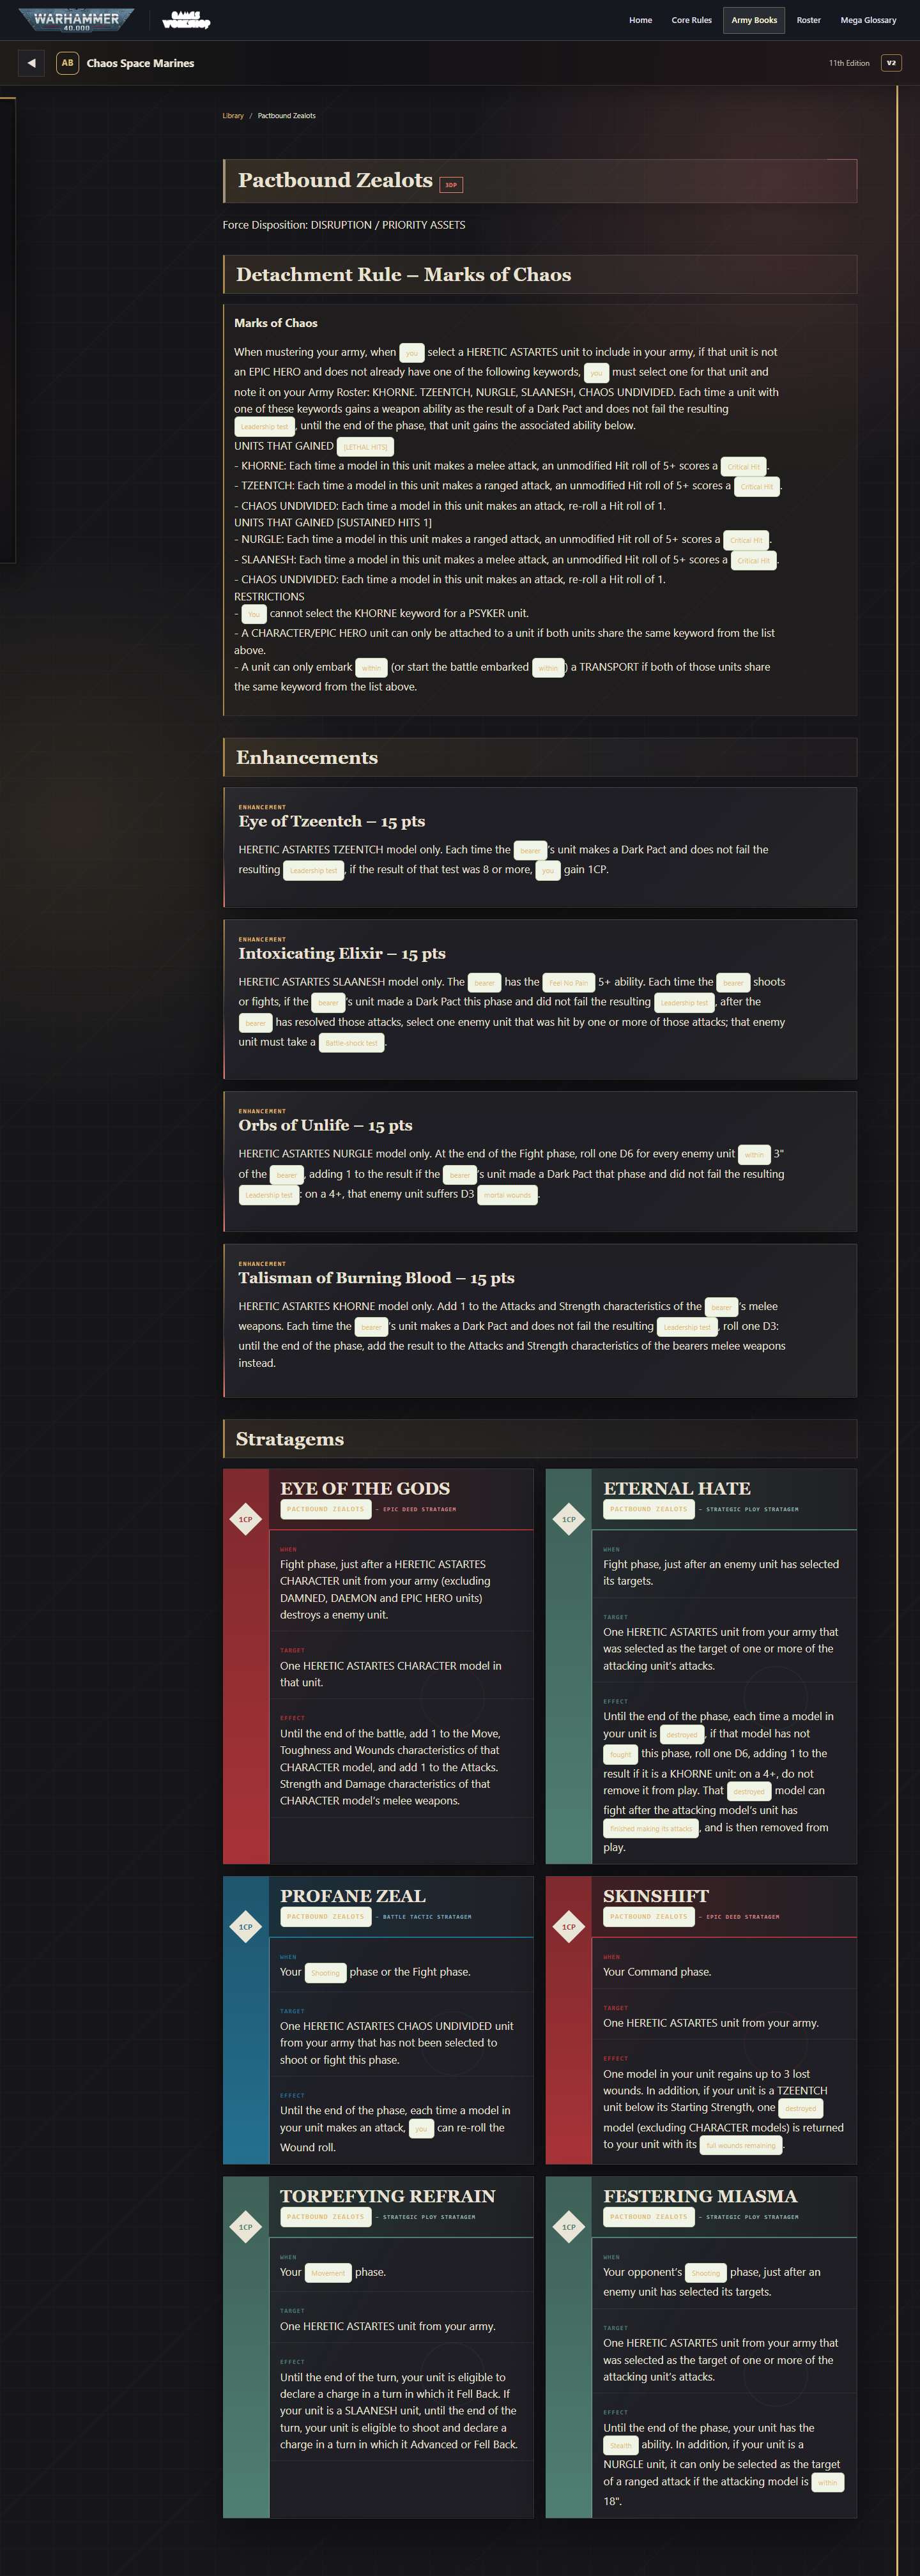 WARHAMMER
40,000
GAMES
WORKSHOP
Home
Core Rules
Army Books
Roster
Mega Glossary
◀
AB
Chaos Space Marines
11th Edition
V2
Library / Pactbound Zealots
Pactbound Zealots 3DP
Force Disposition: DISRUPTION / PRIORITY ASSETS
Detachment Rule – Marks of Chaos
Marks of Chaos
When mustering your army, when you select a HERETIC ASTARTES unit to include in your army, if that unit is not
an EPIC HERO and does not already have one of the following keywords, you must select one for that unit and
note it on your Army Roster: KHORNE. TZEENTCH, NURGLE, SLAANESH, CHAOS UNDIVIDED. Each time a unit with
one of these keywords gains a weapon ability as the result of a Dark Pact and does not fail the resulting
Leadership test, until the end of the phase, that unit gains the associated ability below.
UNITS THAT GAINED [LETHAL HITS]
- KHORNE: Each time a model in this unit makes a melee attack, an unmodified Hit roll of 5+ scores a Critical Hit.
- TZEENTCH: Each time a model in this unit makes a ranged attack, an unmodified Hit roll of 5+ scores a Critical Hit.
- CHAOS UNDIVIDED: Each time a model in this unit makes an attack, re-roll a Hit roll of 1.
UNITS THAT GAINED [SUSTAINED HITS 1]
- NURGLE: Each time a model in this unit makes a ranged attack, an unmodified Hit roll of 5+ scores a Critical Hit.
- SLAANESH: Each time a model in this unit makes a melee attack, an unmodified Hit roll of 5+ scores a Critical Hit.
- CHAOS UNDIVIDED: Each time a model in this unit makes an attack, re-roll a Hit roll of 1.
RESTRICTIONS
- You cannot select the KHORNE keyword for a PSYKER unit.
- A CHARACTER/EPIC HERO unit can only be attached to a unit if both units share the same keyword from the list
above.
- A unit can only embark within (or start the battle embarked within) a TRANSPORT if both of those units share
the same keyword from the list above.
Enhancements
ENHANCEMENT
Eye of Tzeentch – 15 pts
HERETIC ASTARTES TZEENTCH model only. Each time the bearer's unit makes a Dark Pact and does not fail the
resulting Leadership test, if the result of that test was 8 or more, you gain 1CP.
ENHANCEMENT
Intoxicating Elixir – 15 pts
HERETIC ASTARTES SLAANESH model only. The bearer has the Feel No Pain 5+ ability. Each time the bearer shoots
or fights, if the bearer's unit made a Dark Pact this phase and did not fail the resulting Leadership test, after the
bearer has resolved those attacks, select one enemy unit that was hit by one or more of those attacks; that enemy
unit must take a Battle-shock test.
ENHANCEMENT
Orbs of Unlife – 15 pts
HERETIC ASTARTES NURGLE model only. At the end of the Fight phase, roll one D6 for every enemy unit within 3"
of the bearer, adding 1 to the result if the bearer's unit made a Dark Pact that phase and did not fail the resulting
Leadership test: on a 4+, that enemy unit suffers D3 mortal wounds.
ENHANCEMENT
Talisman of Burning Blood – 15 pts
HERETIC ASTARTES KHORNE model only. Add 1 to the Attacks and Strength characteristics of the bearer's melee
weapons. Each time the bearer's unit makes a Dark Pact and does not fail the resulting Leadership test, roll one D3:
until the end of the phase, add the result to the Attacks and Strength characteristics of the bearers melee weapons
instead.
Stratagems
1CP
EYE OF THE GODS
PACTBOUND ZEALOTS – EPIC DEED STRATAGEM
WHEN
Fight phase, just after a HERETIC ASTARTES
CHARACTER unit from your army (excluding
DAMNED, DAEMON and EPIC HERO units)
destroys a enemy unit.
TARGET
One HERETIC ASTARTES CHARACTER model in
that unit.
EFFECT
Until the end of the battle, add 1 to the Move,
Toughness and Wounds characteristics of that
CHARACTER model, and add 1 to the Attacks.
Strength and Damage characteristics of that
CHARACTER model's melee weapons.
1CP
ETERNAL HATE
PACTBOUND ZEALOTS – STRATEGIC PLOY STRATAGEM
WHEN
Fight phase, just after an enemy unit has selected
its targets.
TARGET
One HERETIC ASTARTES unit from your army that
was selected as the target of one or more of the
attacking unit's attacks.
EFFECT
Until the end of the phase, each time a model in
your unit is destroyed, if that model has not
fought this phase, roll one D6, adding 1 to the
result if it is a KHORNE unit: on a 4+, do not
remove it from play. That destroyed model can
fight after the attacking model's unit has
finished making its attacks, and is then removed from
play.
1CP
PROFANE ZEAL
PACTBOUND ZEALOTS – BATTLE TACTIC STRATAGEM
WHEN
Your Shooting phase or the Fight phase.
TARGET
One HERETIC ASTARTES CHAOS UNDIVIDED unit
from your army that has not been selected to
shoot or fight this phase.
EFFECT
Until the end of the phase, each time a model in
your unit makes an attack, you can re-roll the
Wound roll.
1CP
SKINSHIFT
PACTBOUND ZEALOTS – EPIC DEED STRATAGEM
WHEN
Your Command phase.
TARGET
One HERETIC ASTARTES unit from your army.
EFFECT
One model in your unit regains up to 3 lost
wounds. In addition, if your unit is a TZEENTCH
unit below its Starting Strength, one destroyed
model (excluding CHARACTER models) is returned
to your unit with its full wounds remaining.
1CP
TORPEFYING REFRAIN
PACTBOUND ZEALOTS – STRATEGIC PLOY STRATAGEM
WHEN
Your Movement phase.
TARGET
One HERETIC ASTARTES unit from your army.
EFFECT
Until the end of the turn, your unit is eligible to
declare a charge in a turn in which it Fell Back. If
your unit is a SLAANESH unit, until the end of the
turn, your unit is eligible to shoot and declare a
charge in a turn in which it Advanced or Fell Back.
1CP
FESTERING MIASMA
PACTBOUND ZEALOTS – STRATEGIC PLOY STRATAGEM
WHEN
Your opponent's Shooting phase, just after an
enemy unit has selected its targets.
TARGET
One HERETIC ASTARTES unit from your army that
was selected as the target of one or more of the
attacking unit's attacks.
EFFECT
Until the end of the phase, your unit has the
Stealth ability. In addition, if your unit is a
NURGLE unit, it can only be selected as the target
of a ranged attack if the attacking model is within
18".